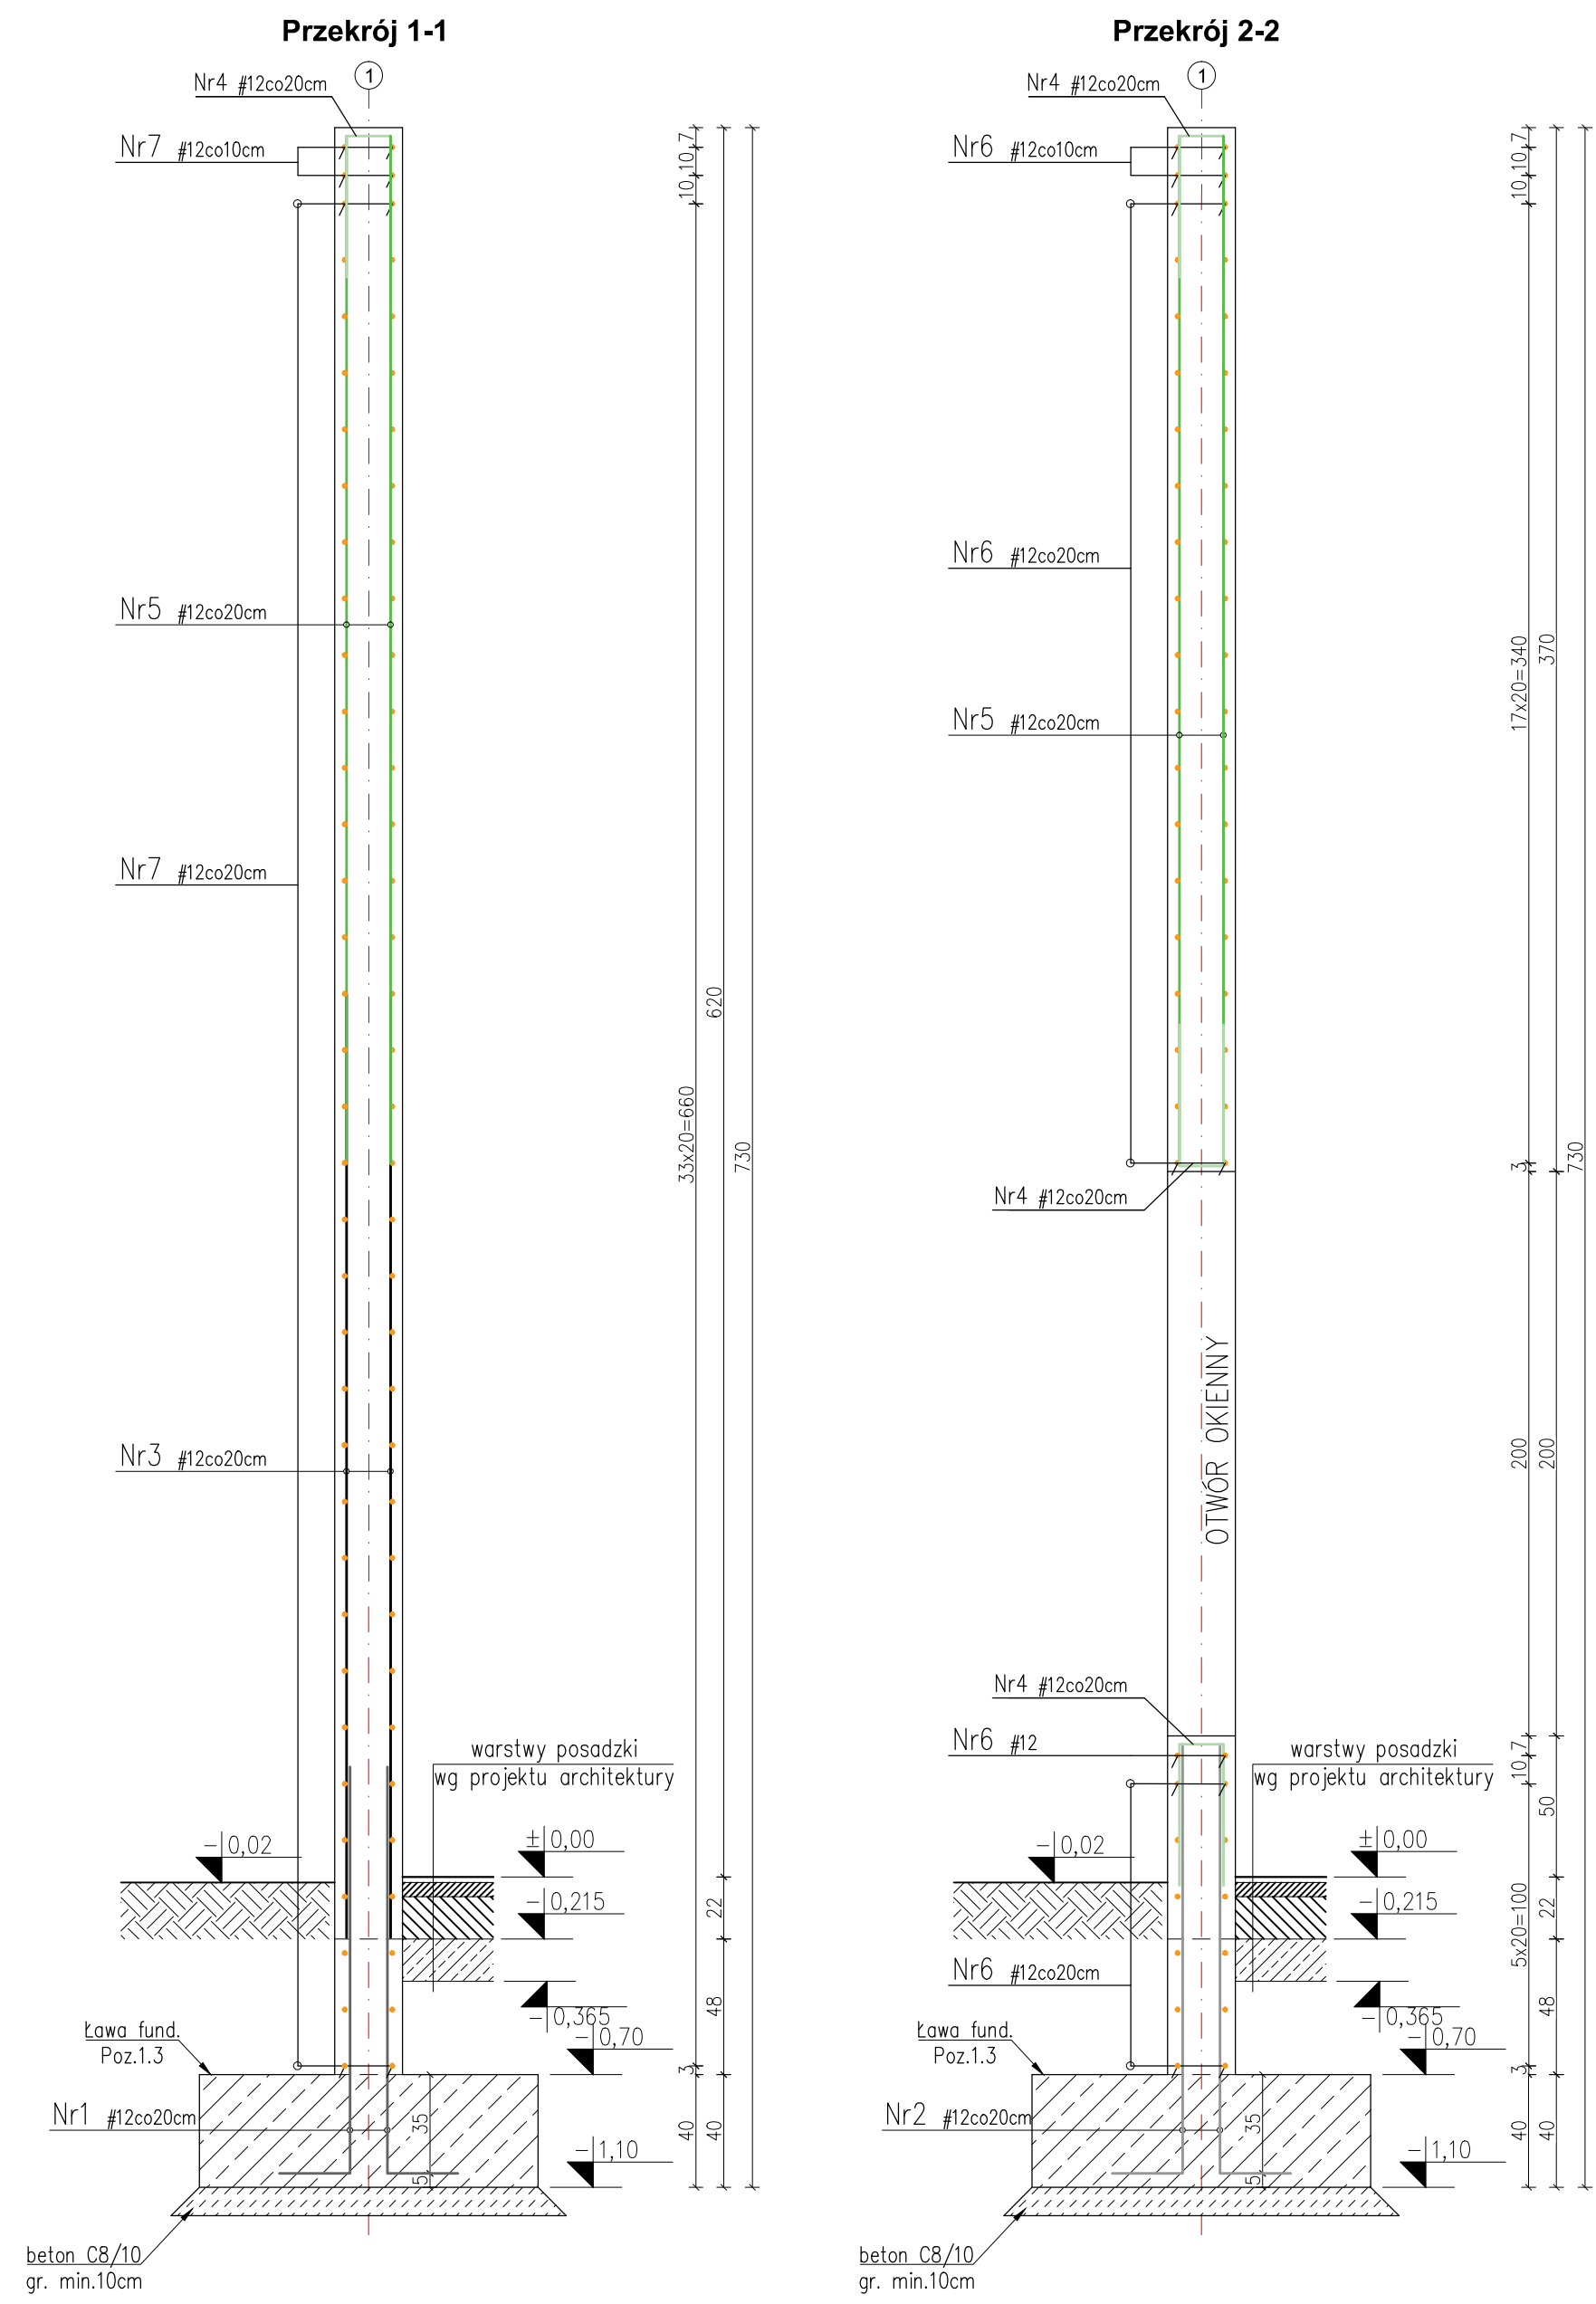 Przekrój 1-1
1
Nr4 #12co20cm
Nr7 #12co10cm
Nr5 #12co20cm
Nr7 #12co20cm
Nr3 #12co20cm
warstwy posadzki
wg projektu architektury
-0,02
±0,00
-0,215
-0,365
-0,70
-1,10
Ława fund.
Poz.1.3
Nr1 #12co20cm
35
5
beton C8/10
gr. min.10cm
7
10
10
33x20=660
3
40
620
22
48
40
730
Przekrój 2-2
1
Nr4 #12co20cm
Nr6 #12co10cm
Nr6 #12co20cm
Nr5 #12co20cm
Nr4 #12co20cm
OTWÓR OKIENNY
Nr4 #12co20cm
Nr6 #12
warstwy posadzki
wg projektu architektury
-0,02
±0,00
-0,215
Nr6 #12co20cm
-0,365
-0,70
-1,10
Ława fund.
Poz.1.3
Nr2 #12co20cm
35
5
beton C8/10
gr. min.10cm
7
10
10
17x20=340
3
200
7
10
5x20=100
3
40
370
200
50
22
48
40
730